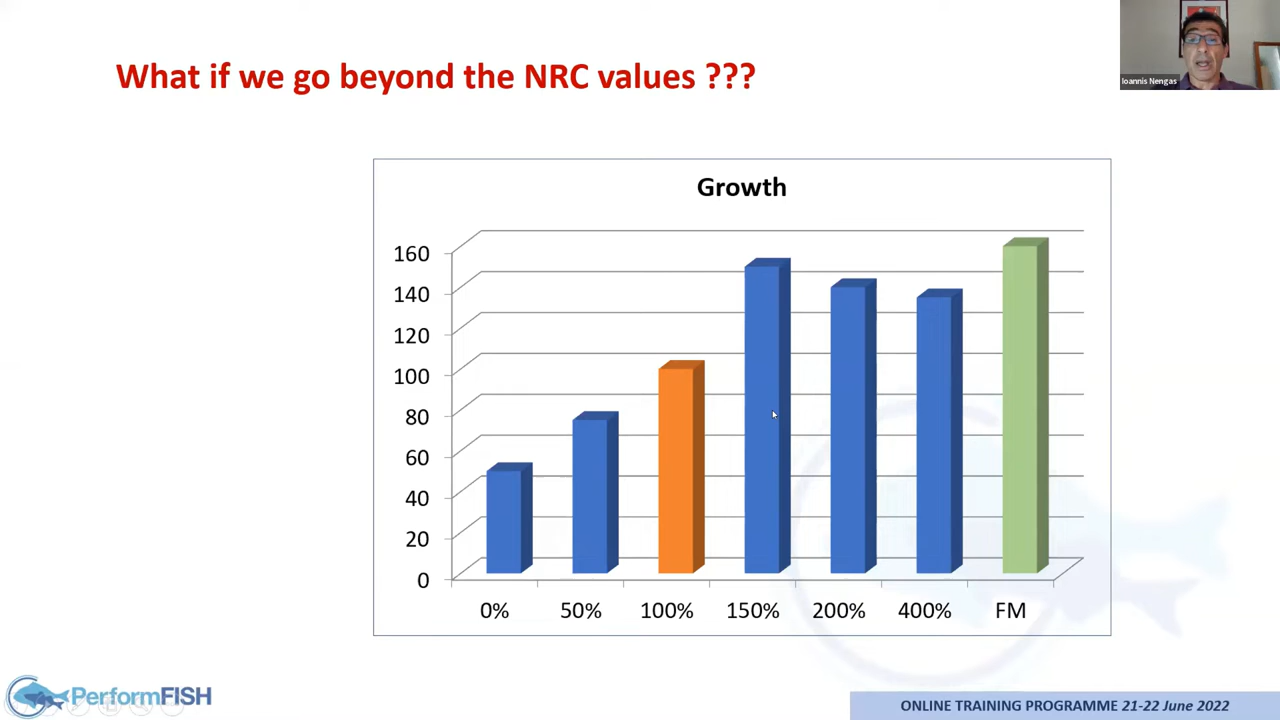 What if we go beyond the NRC values ???
Ioannis Nengas
Growth
160
140
120
100
80
60
40
20
0
0% 50% 100% 150% 200% 400% FM
PerformFISH
ONLINE TRAINING PROGRAMME 21-22 June 2022